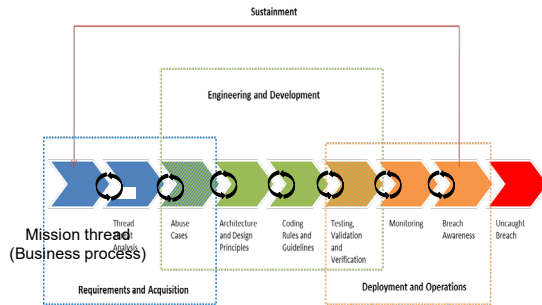 Sustainment
Engineering and Development
Mission thread
(Business process)
Thread
Analysis
Abuse
Cases
Architecture
and Design
Principles
Coding
Rules and
Guidelines
Testing,
Validation
and
Verification
Monitoring
Breach
Awareness
Uncaught
Breach
Requirements and Acquisition
Deployment and Operations